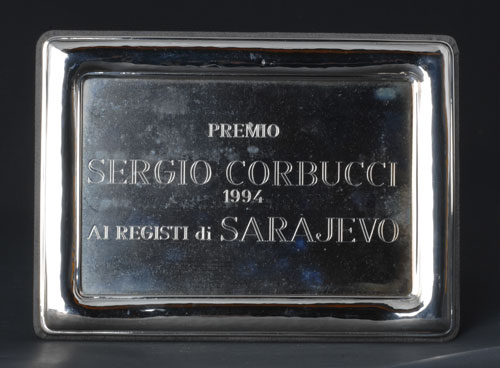 PREMIO
SERGIO CORBUCCI
1994
AI REGISTI di SARAJEVO